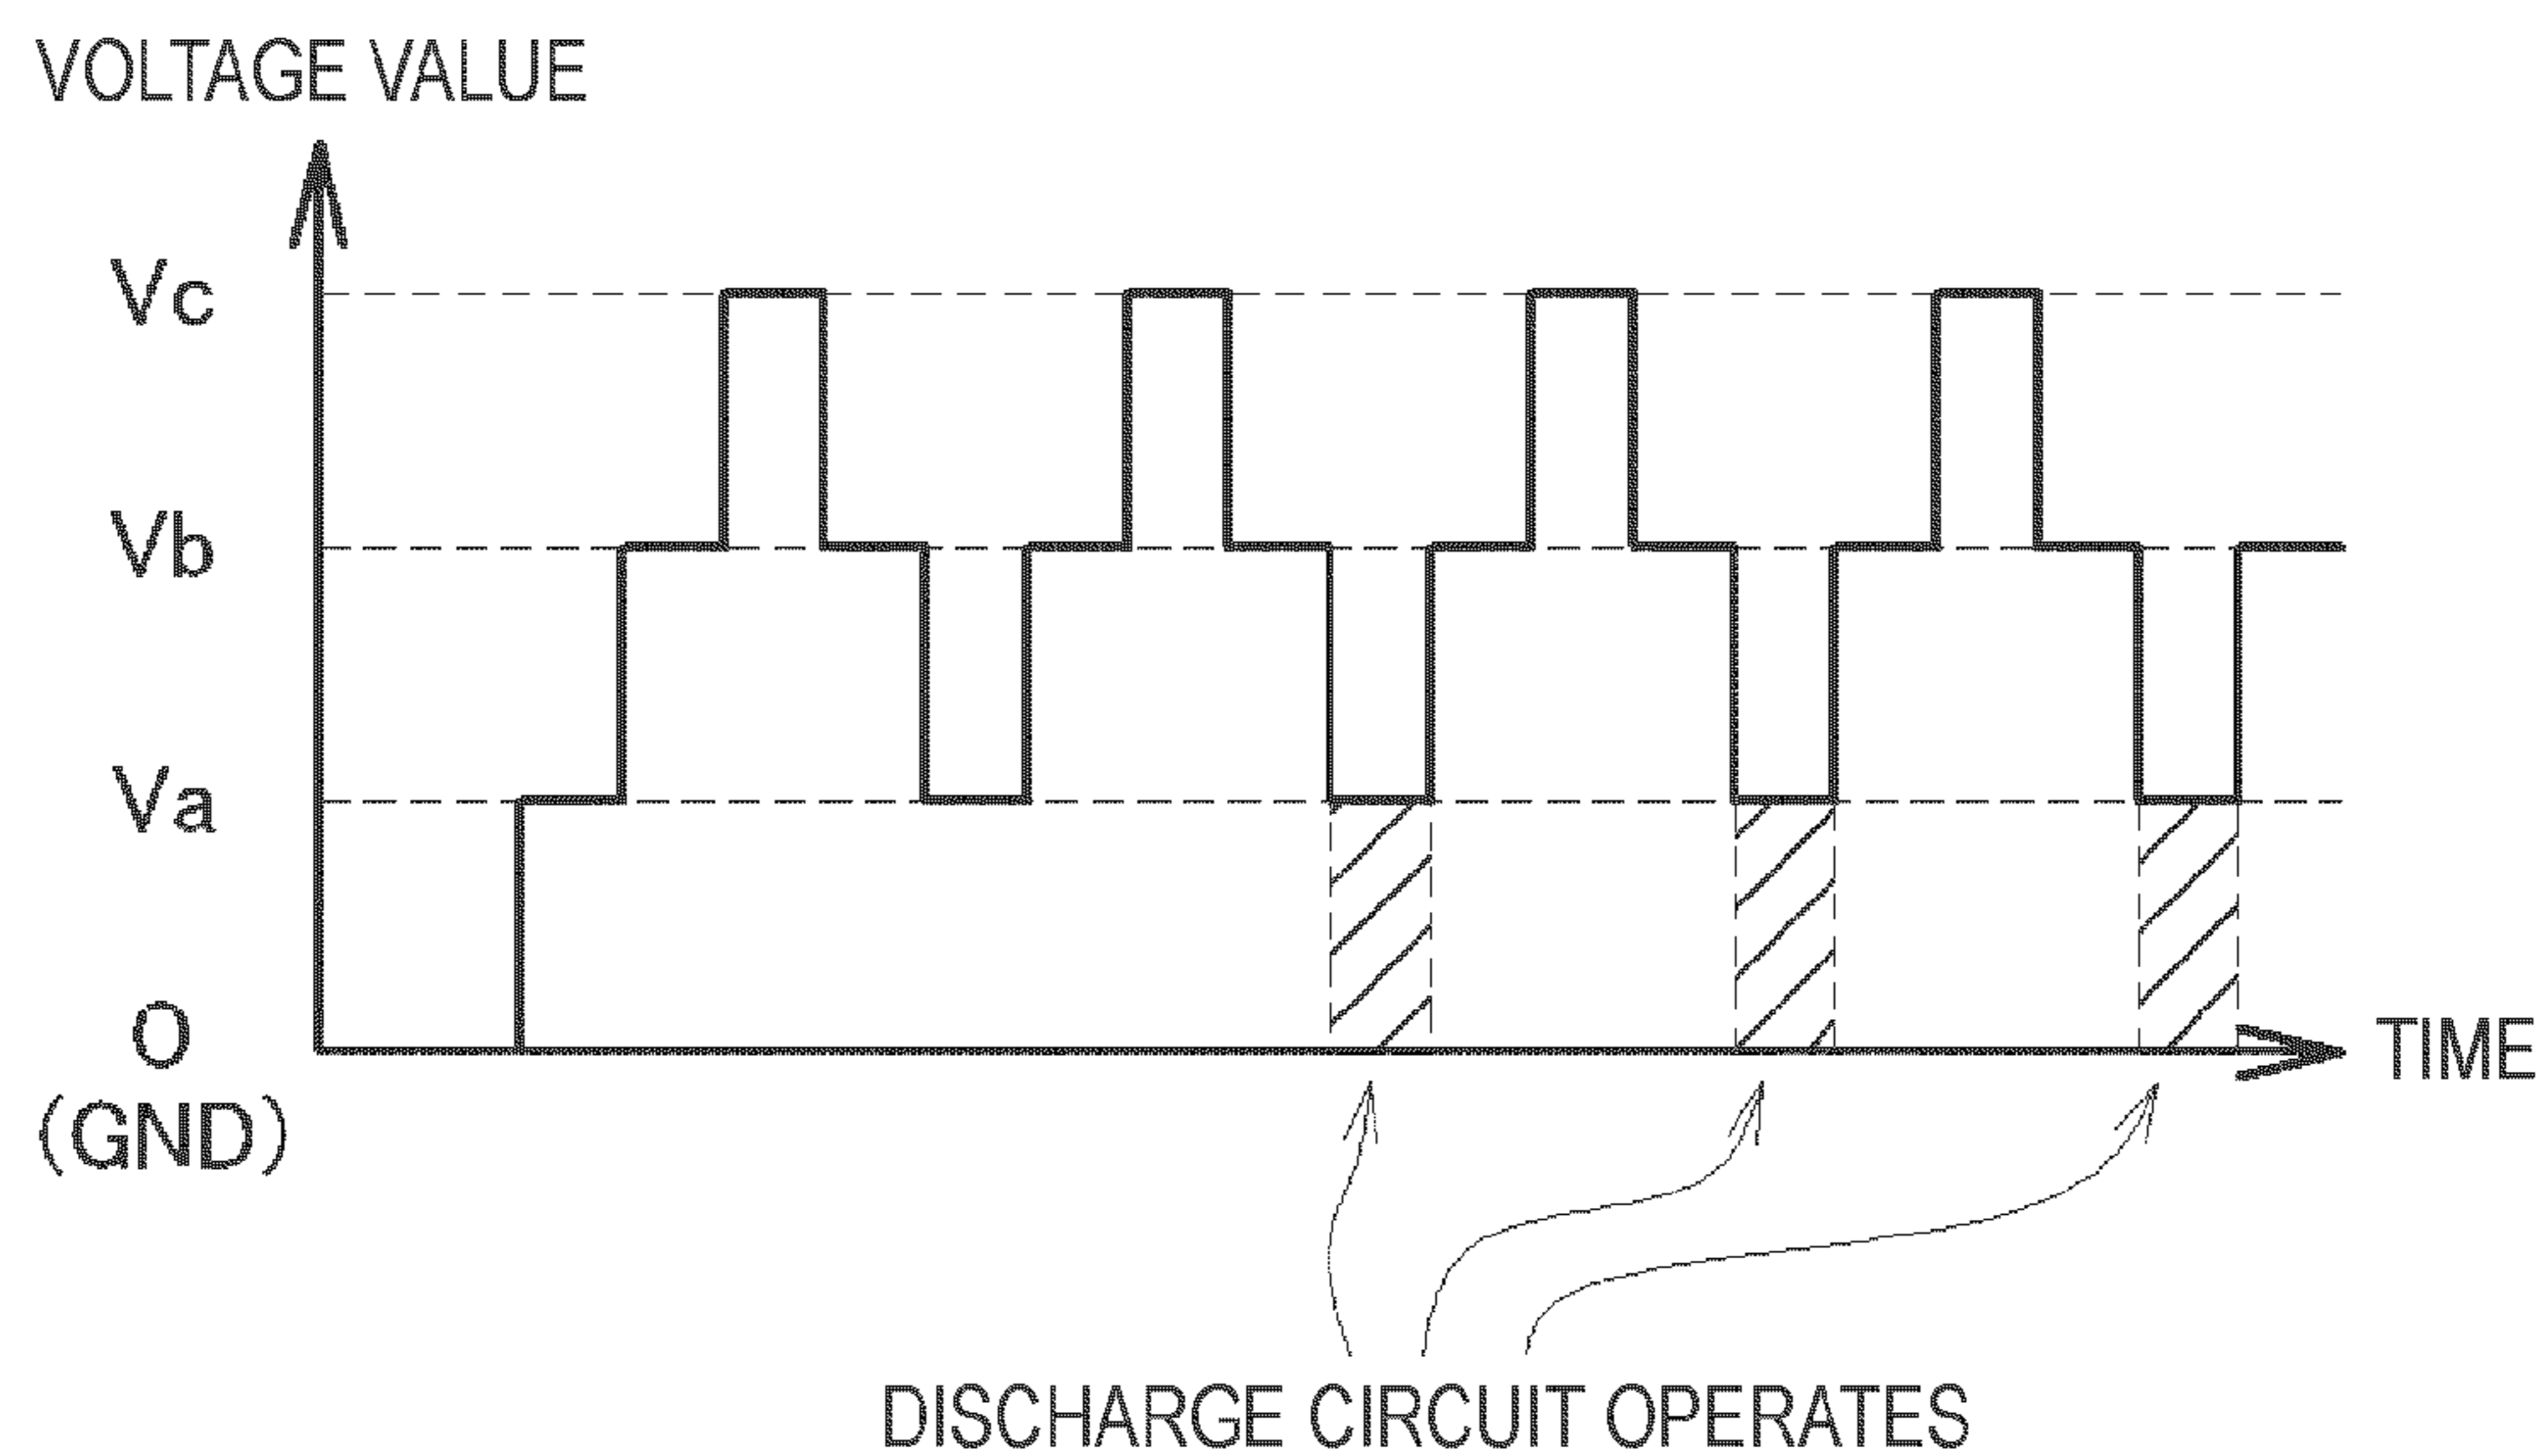 VOLTAGE VALUE
Vc
Vb
Va
O
(GND)
TIME
DISCHARGE CIRCUIT OPERATES